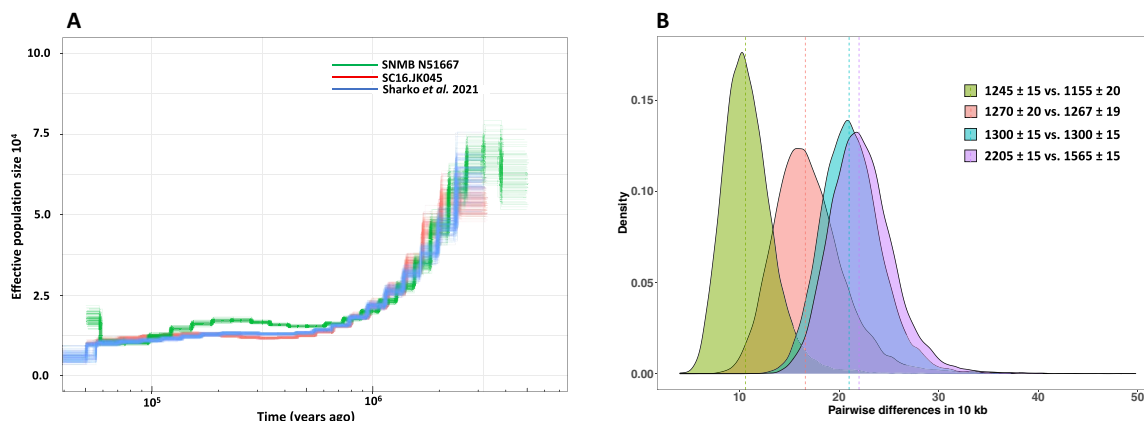 A
10.0
7.5
5.0
2.5
0.0
Effective population size 10⁴
SNMB N51667
SC16.JK045
Sharko et al. 2021
10⁵
10⁶
Time (years ago)
B
0.15
0.10
0.05
0.00
Density
1245 ± 15 vs. 1155 ± 20
1270 ± 20 vs. 1267 ± 19
1300 ± 15 vs. 1300 ± 15
2205 ± 15 vs. 1565 ± 15
10
20
30
40
50
Pairwise differences in 10 kb